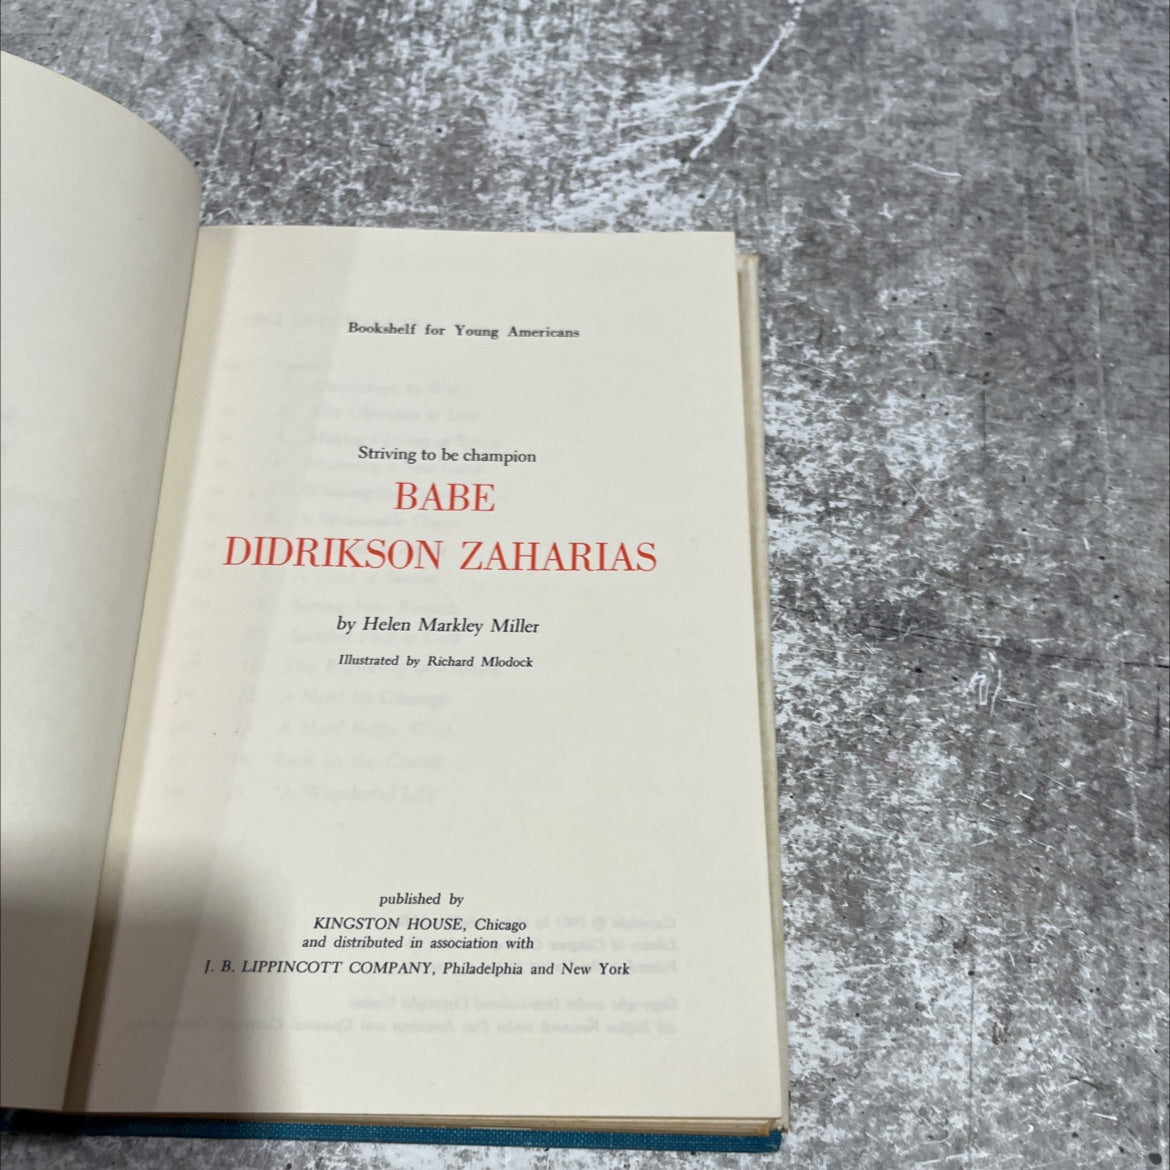 Bookshelf for Young Americans
Striving to be champion
BABE
DIDRIKSON ZAHARIAS
by Helen Markley Miller
Illustrated by Richard Mlodock
published by
KINGSTON HOUSE, Chicago
and distributed in association with
J. B. LIPPINCOTT COMPANY, Philadelphia and New York